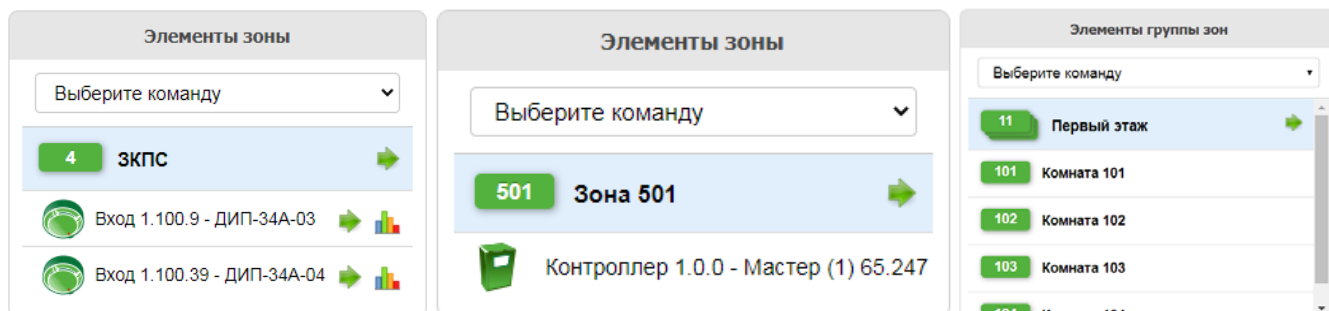 Элементы зоны
Выберите команду
4 ЗКПС
Вход 1.100.9 - ДИП-34А-03
Вход 1.100.39 - ДИП-34А-04
Элементы зоны
Выберите команду
501 Зона 501
Контроллер 1.0.0 - Мастер (1) 65.247
Элементы группы зон
Выберите команду
11 Первый этаж
101 Комната 101
102 Комната 102
103 Комната 103